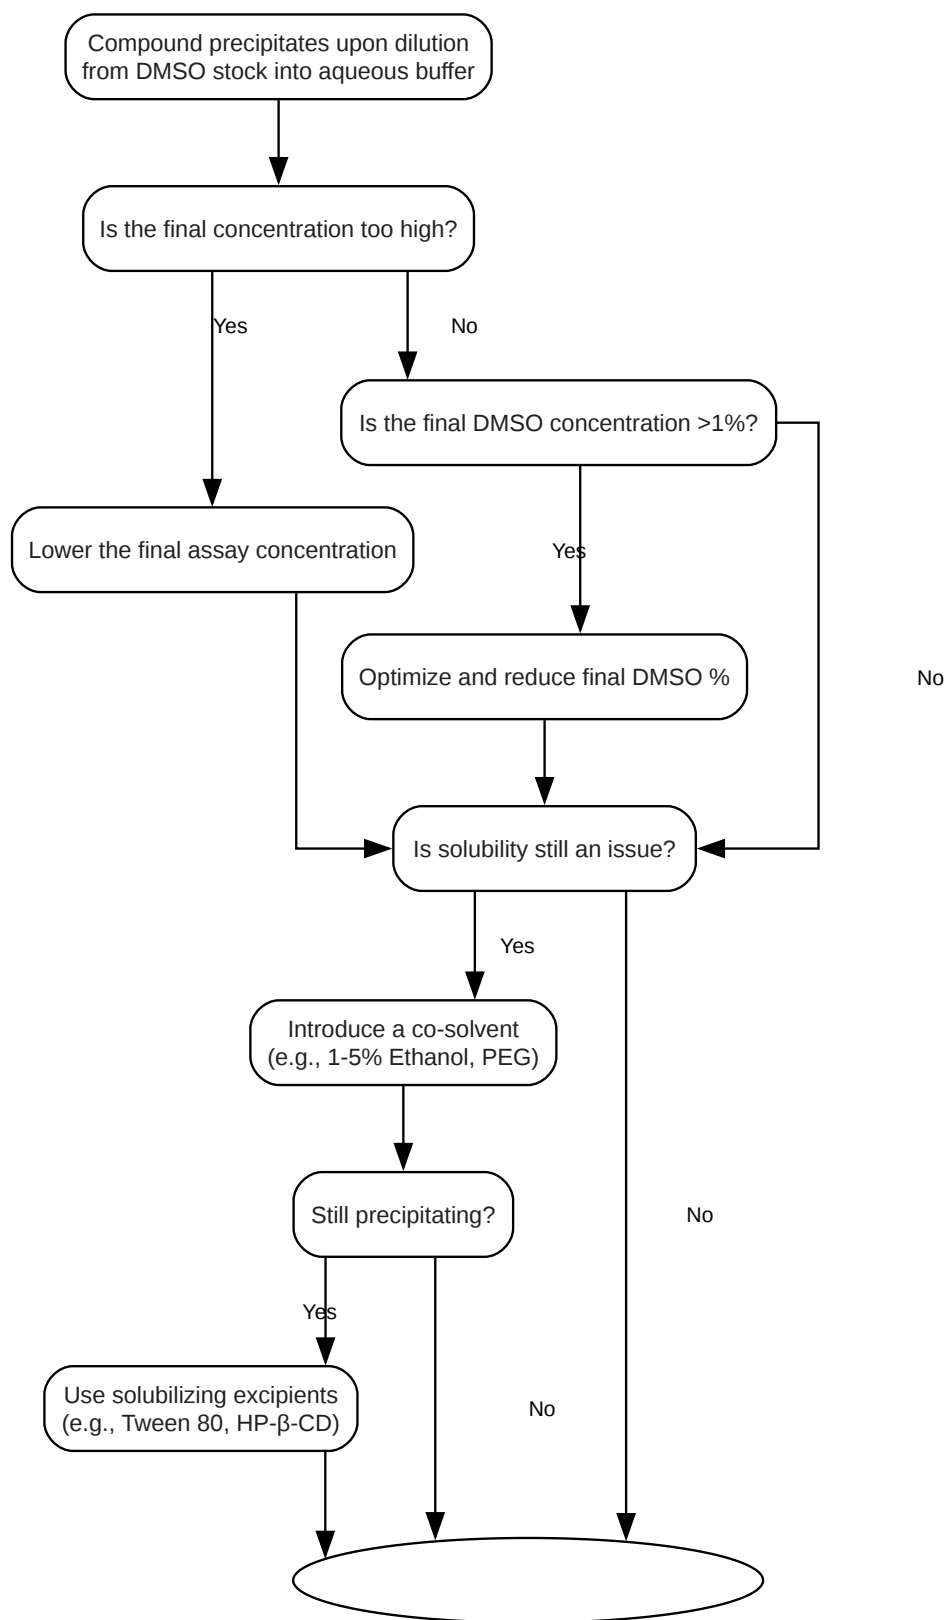 Compound precipitates upon dilution
from DMSO stock into aqueous buffer
Is the final concentration too high?
Yes
No
Is the final DMSO concentration >1%?
Lower the final assay concentration
Yes
Optimize and reduce final DMSO %
No
Is solubility still an issue?
Yes
Introduce a co-solvent
(e.g., 1-5% Ethanol, PEG)
Still precipitating?
No
Yes
Use solubilizing excipients
(e.g., Tween 80, HP-β-CD)
No